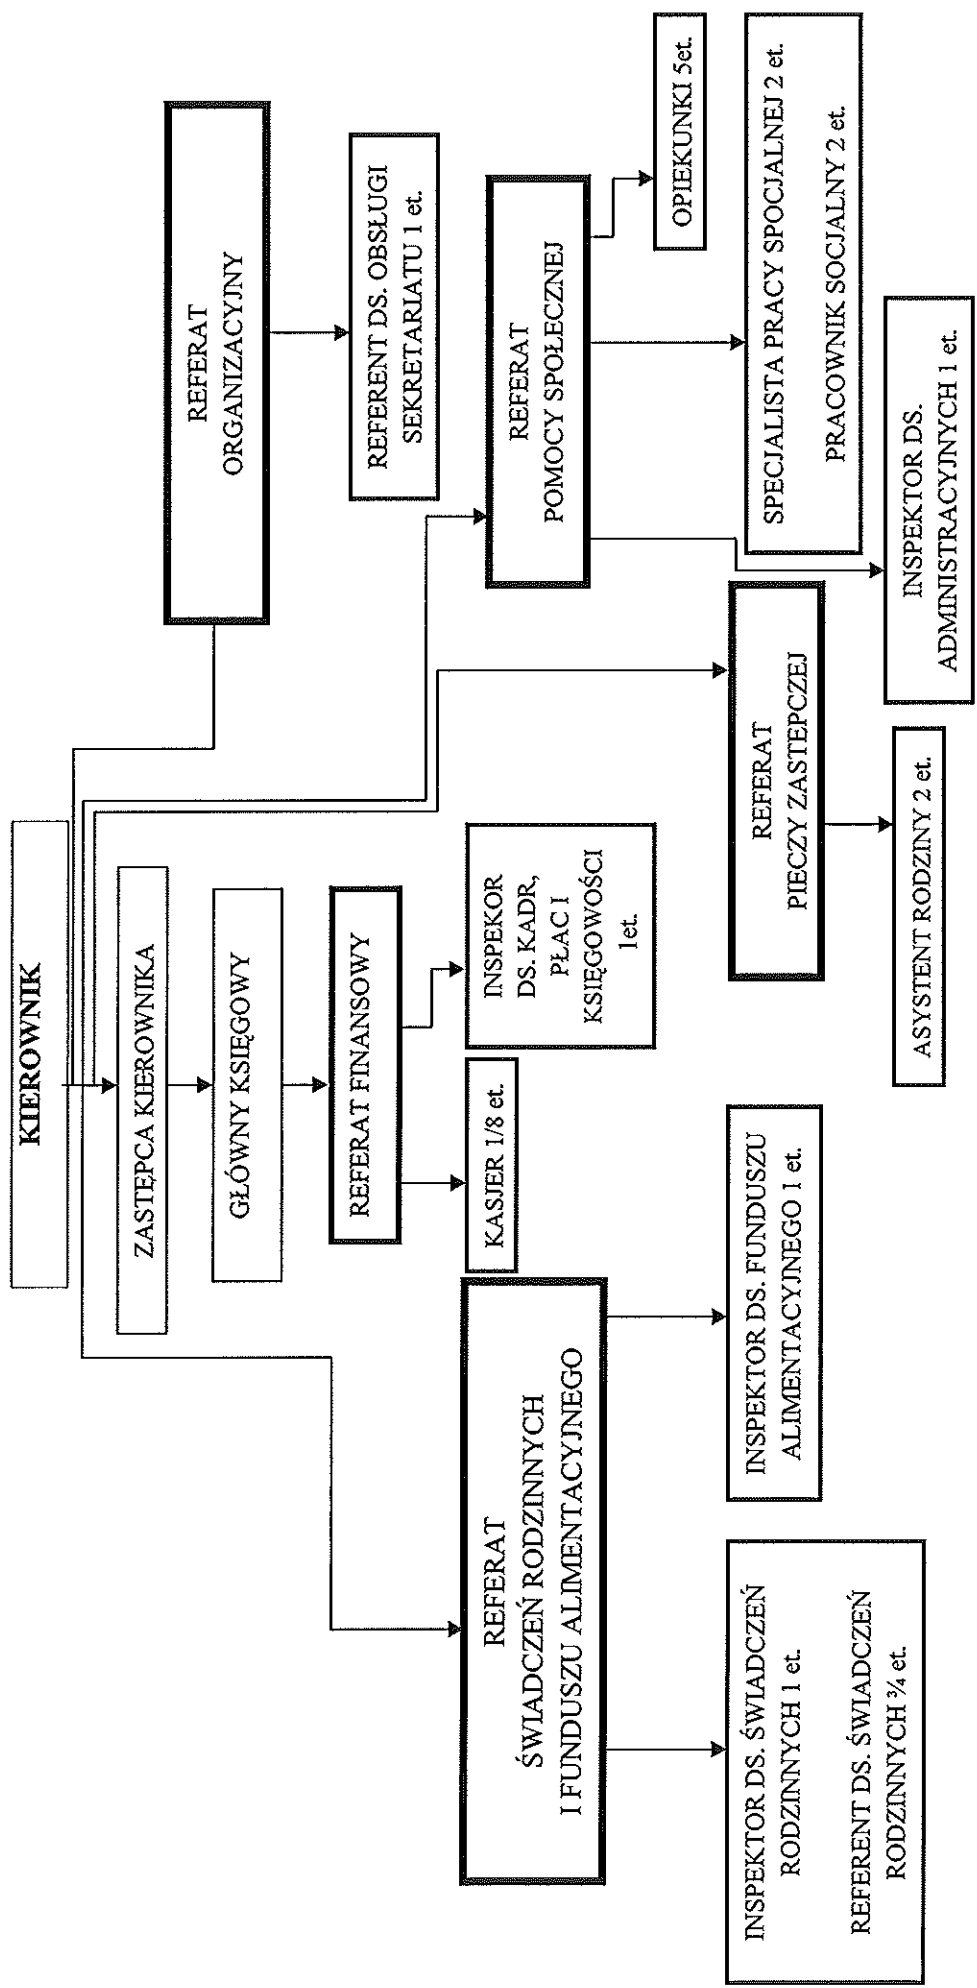 KIEROWNIK
ZASTĘPCA KIEROWNIKA
GŁÓWNY KSIĘGOWY
REFERAT FINANSOWY
KASJER 1/8 et.
INSPEKOR
DS. KADR,
PŁAC I
KSIĘGOWOŚCI
1et.
REFERAT
ŚWIADCZEŃ RODZINNYCH
I FUNDUSZU ALIMENTACYJNEGO
INSPEKTOR DS. ŚWIADCZEŃ
RODZINNYCH 1 et.
REFERENT DS. ŚWIADCZEŃ
RODZINNYCH ¾ et.
INSPEKTOR DS. FUNDUSZU
ALIMENTACYJNEGO 1 et.
REFERAT
PIECZY ZASTEPCZEJ
ASYSTENT RODZINY 2 et.
REFERAT
ORGANIZACYJNY
REFERENT DS. OBSŁUGI
SEKRETARIATU 1 et.
REFERAT
POMOCY SPOŁECZNEJ
OPIEKUNKI 5et.
SPECJALISTA PRACY SPOCJALNEJ 2 et.
PRACOWNIK SOCJALNY 2 et.
INSPEKTOR DS.
ADMINISTRACYJNYCH 1 et.